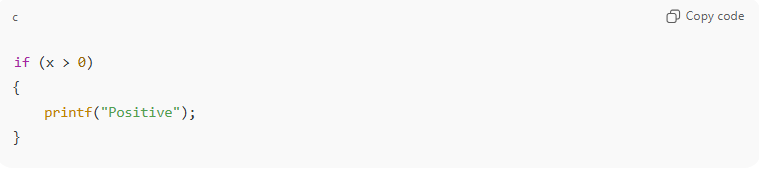 c
Copy code
if (x > 0)
{
    printf("Positive");
}